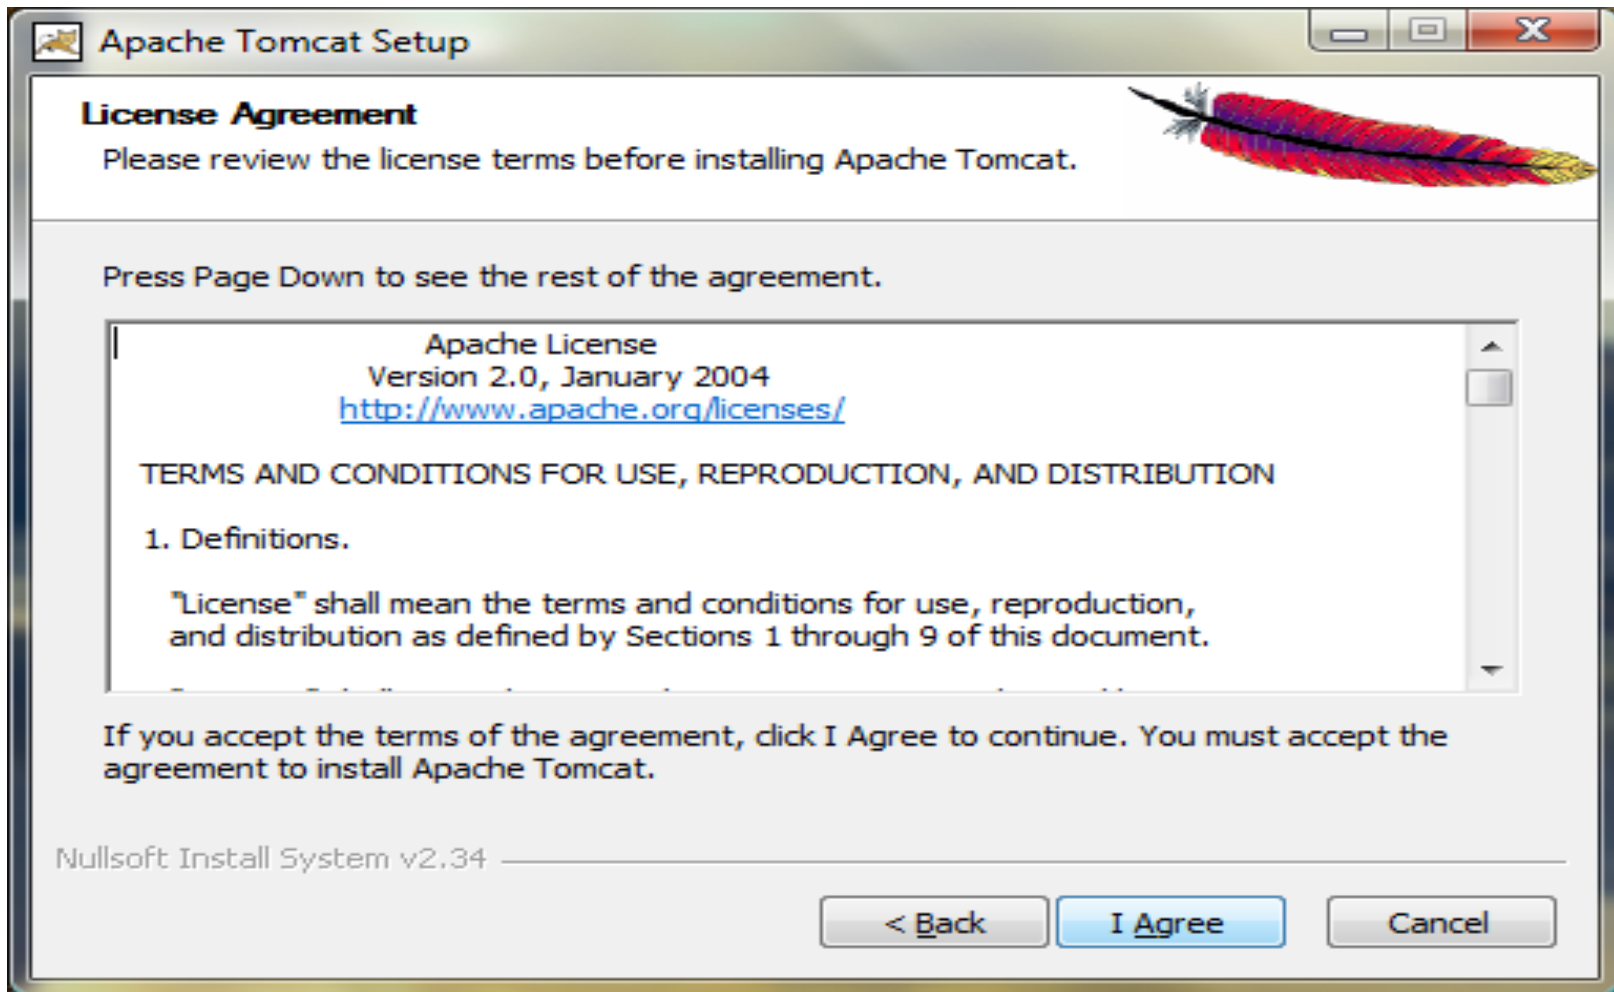 Apache Tomcat Setup
License Agreement
Please review the license terms before installing Apache Tomcat.
Press Page Down to see the rest of the agreement.
Apache License
Version 2.0, January 2004
http://www.apache.org/licenses/
TERMS AND CONDITIONS FOR USE, REPRODUCTION, AND DISTRIBUTION
1. Definitions.
"License" shall mean the terms and conditions for use, reproduction,
and distribution as defined by Sections 1 through 9 of this document.
If you accept the terms of the agreement, click I Agree to continue. You must accept the
agreement to install Apache Tomcat.
Nullsoft Install System v2.34
< Back
I Agree
Cancel